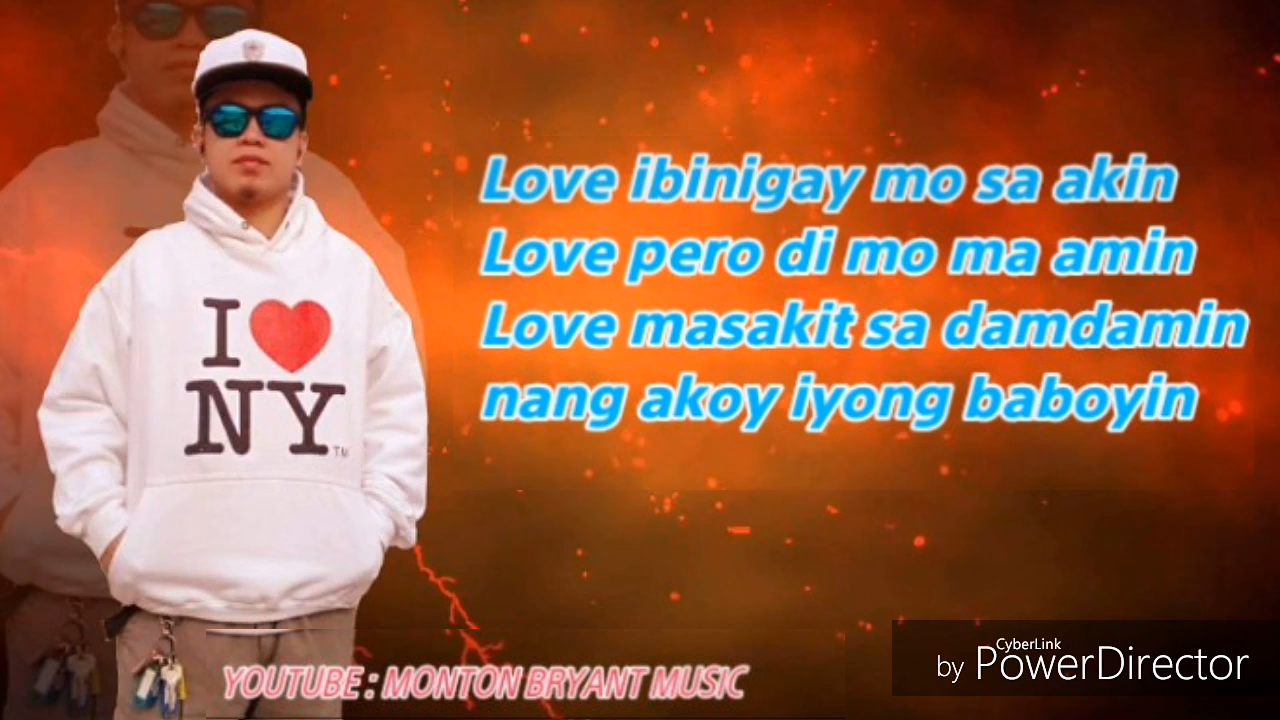 Love ibinigay mo sa akin
Love pero di mo ma amin
Love masakit sa damdamin
nang akoy iyong baboyin
I ❤ NY
TM
YOUTUBE : MONTON BRYANT MUSIC
CyberLink
by PowerDirector